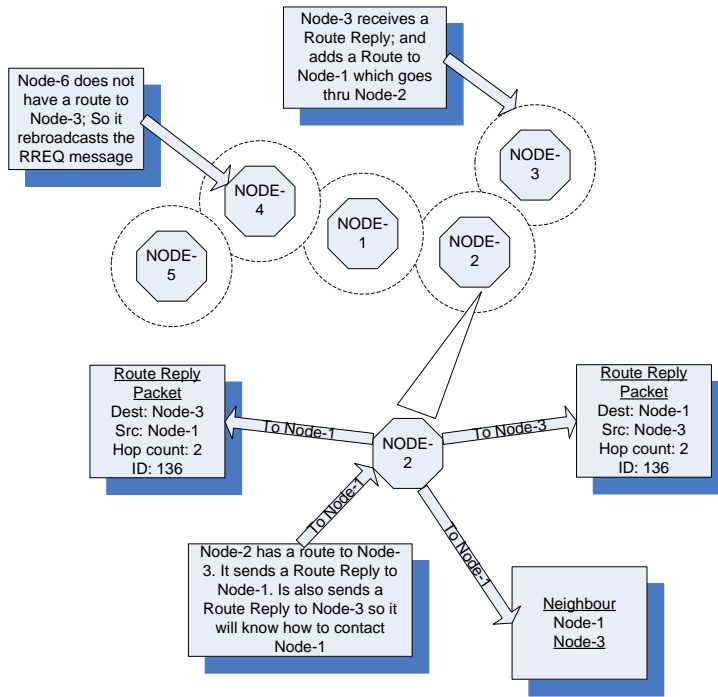 Node-3 receives a
Route Reply; and
adds a Route to
Node-1 which goes
thru Node-2
Node-6 does not
have a route to
Node-3; So it
rebroadcasts the
RREQ message
NODE-
3
NODE-
4
NODE-
1
NODE-
2
NODE-
5
Route Reply
Packet
Dest: Node-3
Src: Node-1
Hop count: 2
ID: 136
To Node-1
NODE-
2
To Node-3
Route Reply
Packet
Dest: Node-1
Src: Node-3
Hop count: 2
ID: 136
To Node-1
To Node-1
Node-2 has a route to Node-
3. It sends a Route Reply to
Node-1. Is also sends a
Route Reply to Node-3 so it
will know how to contact
Node-1
Neighbour
Node-1
Node-3